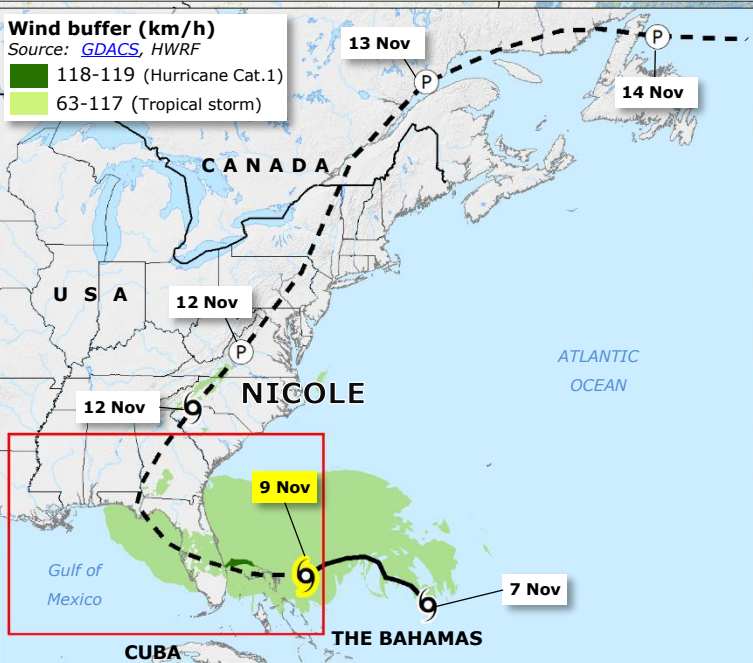 Wind buffer (km/h)
Source: GDACS, HWRF
118-119 (Hurricane Cat.1)
63-117 (Tropical storm)
13 Nov
P
P
14 Nov
CANADA
USA
12 Nov
P
ATLANTIC
OCEAN
NICOLE
12 Nov
9 Nov
Gulf of
Mexico
7 Nov
THE BAHAMAS
CUBA